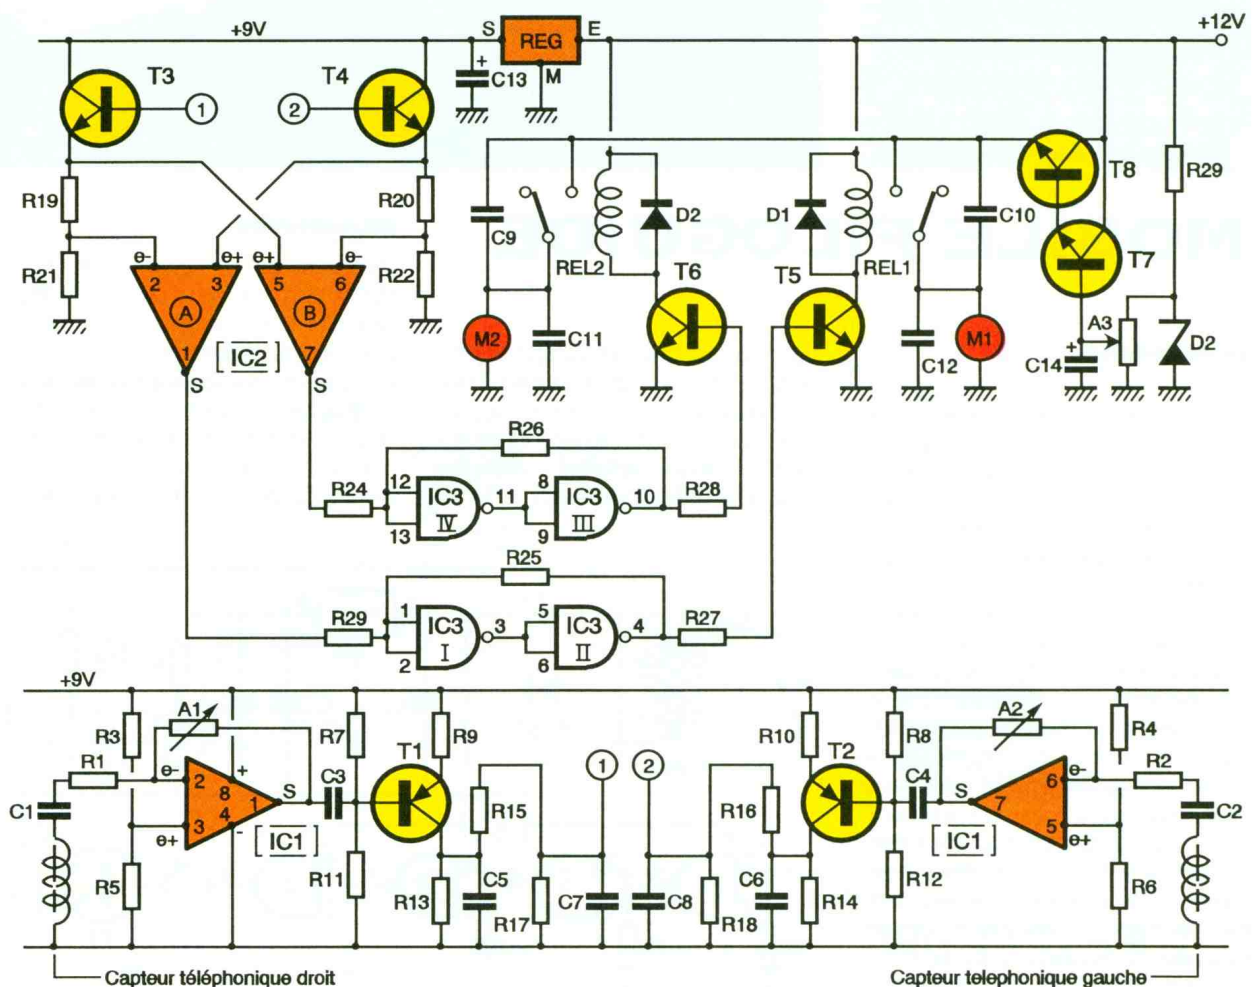 +9V
S
REG
E
+12V
M
C13
T3
1
2
T4
R19
R20
R21
R22
e-
e+
e+
e-
2
3
5
6
A
B
1
7
S
S
IC2
C9
REL2
D2
D1
REL1
C10
T8
R29
T7
T6
T5
M2
C11
C12
M1
A3
C14
D2
R26
R24
12
13
IC3
IV
11
8
9
IC3
III
10
R28
R25
R29
1
2
IC3
I
3
5
6
IC3
II
4
R27
+9V
R3
A1
R7
R9
R10
R8
A2
R4
R1
e-
2
8
+
1
S
C3
T1
T2
C4
S
7
6
e-
R2
C1
3
e+
4
-
IC1
R15
1
2
R16
IC1
5
e+
C2
R5
R11
R13
C5
R17
C7
C8
R18
C6
R14
R12
R6
Capteur téléphonique droit
Capteur telephonique gauche